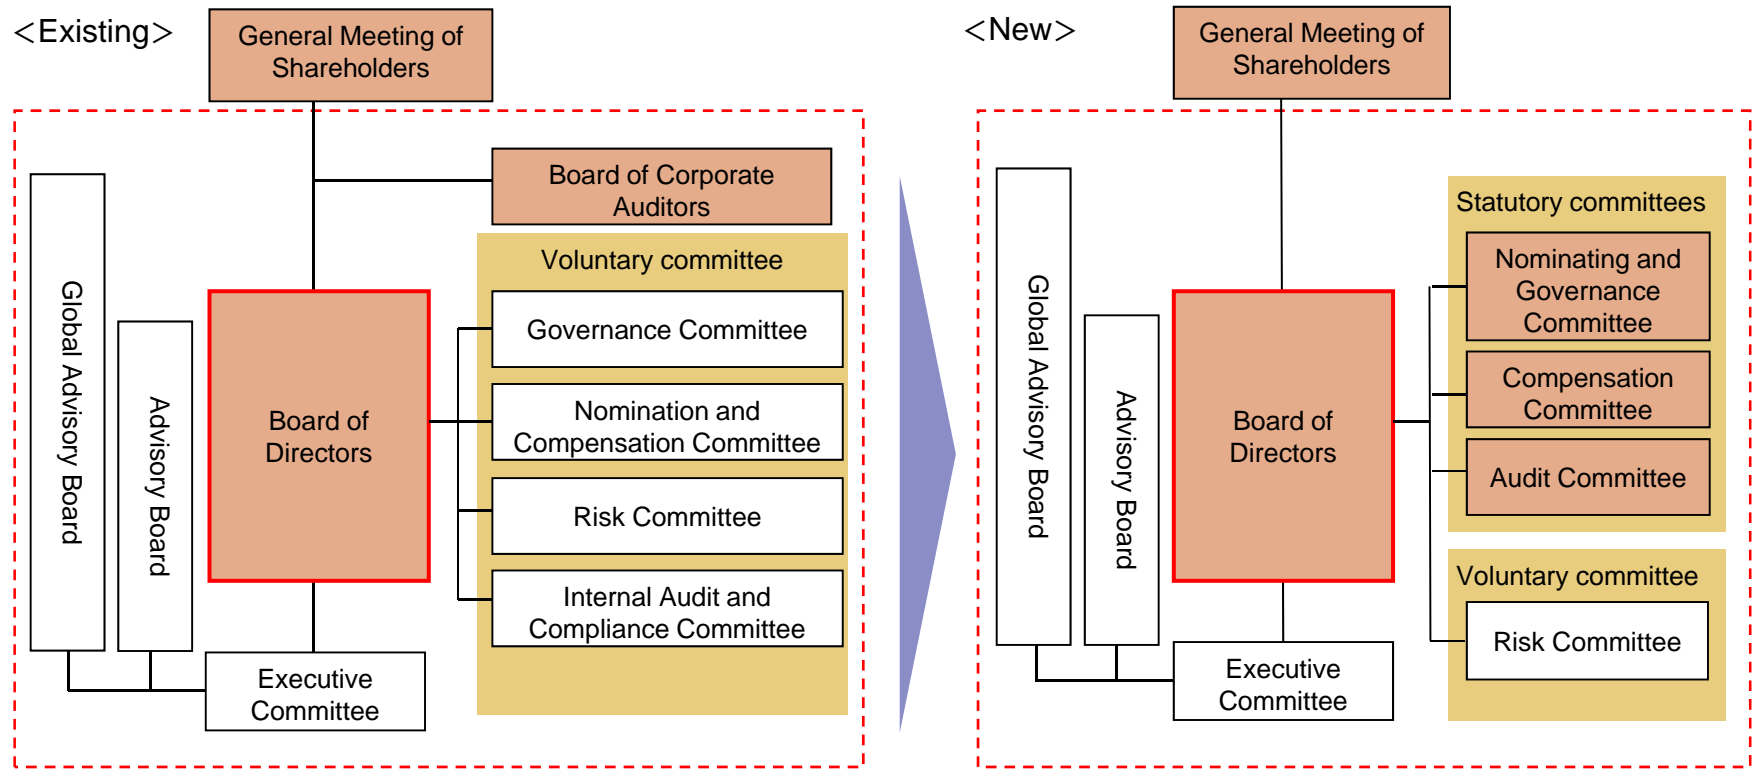 <Existing>
General Meeting of
Shareholders
Board of Corporate
Auditors
Voluntary committee
Governance Committee
Nomination and
Compensation Committee
Risk Committee
Internal Audit and
Compliance Committee
Global Advisory Board
Advisory Board
Board of
Directors
Executive
Committee
<New>
General Meeting of
Shareholders
Statutory committees
Nominating and
Governance
Committee
Compensation
Committee
Audit Committee
Voluntary committee
Risk Committee
Global Advisory Board
Advisory Board
Board of
Directors
Executive
Committee